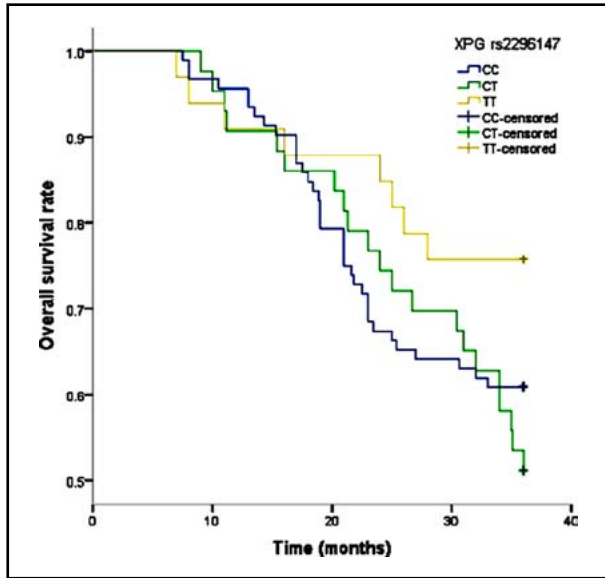 XPG rs2296147
CC
CT
TT
CC-censored
CT-censored
TT-censored
1.0
0.9
0.8
0.7
0.6
0.5
Overall survival rate
0
10
20
30
40
Time (months)